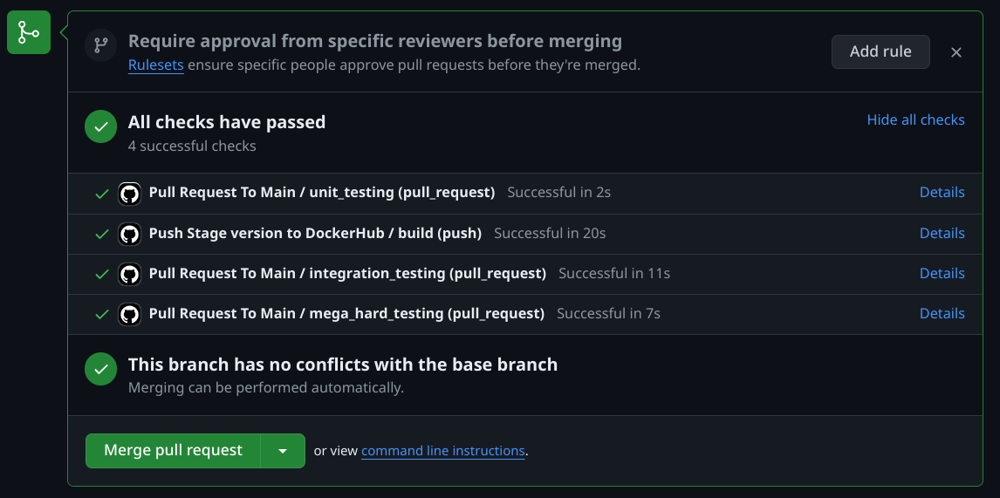 Require approval from specific reviewers before merging
Rulesets ensure specific people approve pull requests before they're merged.
Add rule
All checks have passed
4 successful checks
Hide all checks
Pull Request To Main / unit_testing (pull_request) Successful in 2s Details
Push Stage version to DockerHub / build (push) Successful in 20s Details
Pull Request To Main / integration_testing (pull_request) Successful in 11s Details
Pull Request To Main / mega_hard_testing (pull_request) Successful in 7s Details
This branch has no conflicts with the base branch
Merging can be performed automatically.
Merge pull request or view command line instructions.